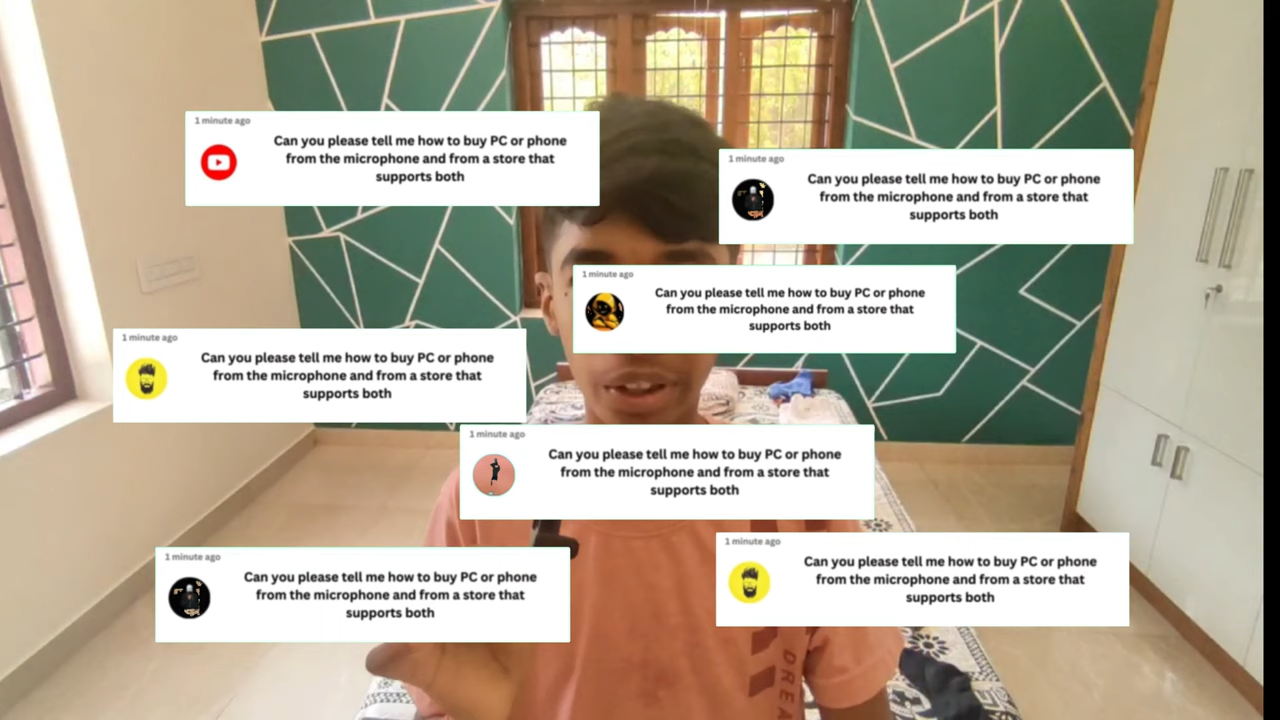 1 minute ago
Can you please tell me how to buy PC or phone
from the microphone and from a store that
supports both
1 minute ago
Can you please tell me how to buy PC or phone
from the microphone and from a store that
supports both
1 minute ago
Can you please tell me how to buy PC or phone
from the microphone and from a store that
supports both
1 minute ago
Can you please tell me how to buy PC or phone
from the microphone and from a store that
supports both
1 minute ago
Can you please tell me how to buy PC or phone
from the microphone and from a store that
supports both
1 minute ago
Can you please tell me how to buy PC or phone
from the microphone and from a store that
supports both
1 minute ago
Can you please tell me how to buy PC or phone
from the microphone and from a store that
supports both